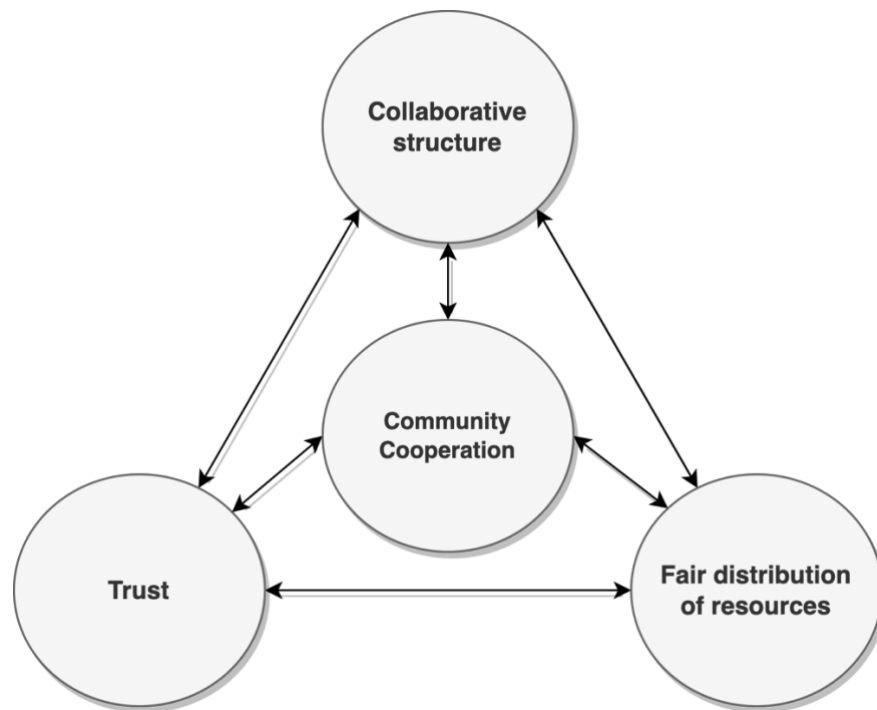 Collaborative
structure
Community
Cooperation
Trust
Fair distribution
of resources